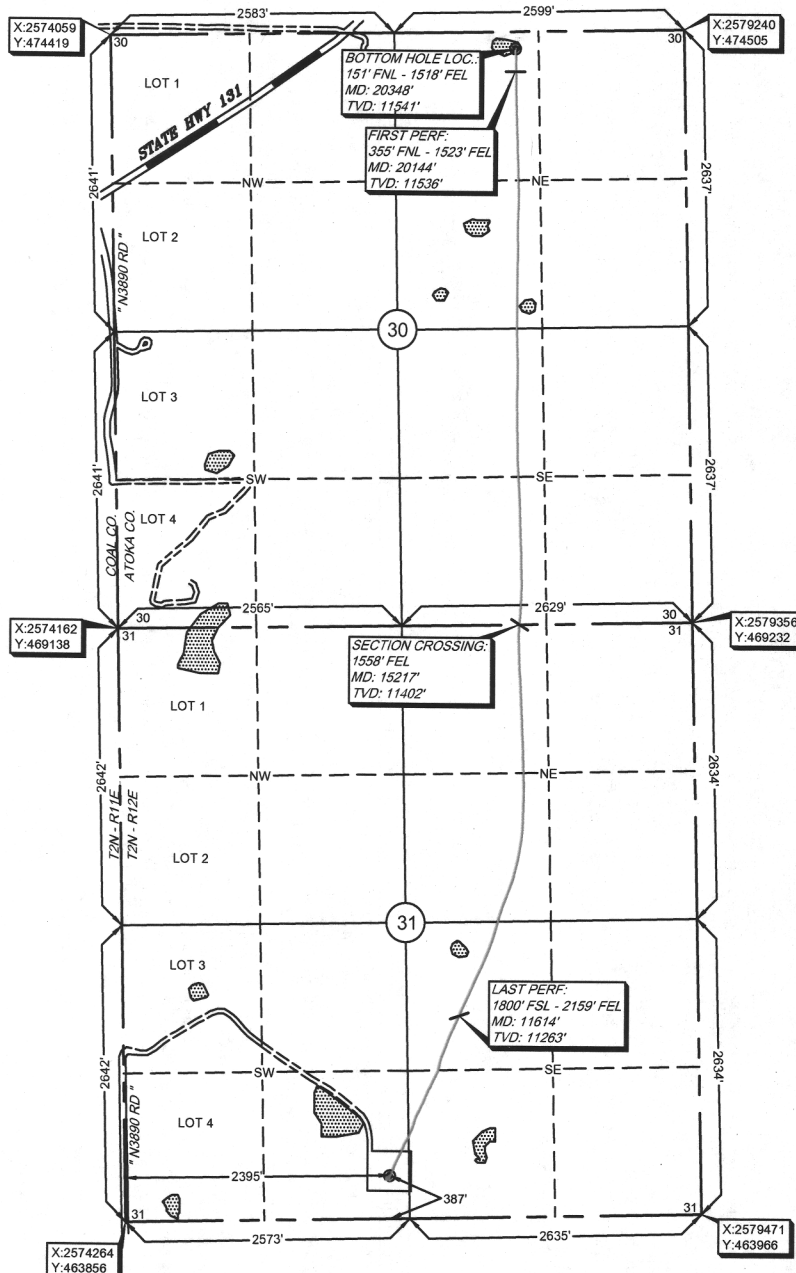 2583'
2599'
X:2574059
Y:474419
30
30
X:2579240
Y:474505
LOT 1
BOTTOM HOLE LOC.:
151' FNL - 1518' FEL
MD: 20348'
TVD: 11541'
STATE HWY 131
FIRST PERF:
355' FNL - 1523' FEL
MD: 20144'
TVD: 11536'
2641'
2637'
NW
NE
LOT 2
"N3890 RD"
30
LOT 3
2641'
2637'
SW
SE
LOT 4
COAL CO.
ATOKA CO.
2565'
2629'
30
30
X:2574162
Y:469138
31
31
X:2579356
Y:469232
SECTION CROSSING:
1558' FEL
MD: 15217'
TVD: 11402'
LOT 1
2642'
2634'
NW
NE
T2N - R11E
T2N - R12E
LOT 2
31
LOT 3
LAST PERF:
1800' FSL - 2159' FEL
MD: 11614'
TVD: 11263'
2642'
2634'
SW
SE
"N3890 RD"
LOT 4
2395'
387'
31
31
2573'
2635'
X:2574264
Y:463856
X:2579471
Y:463966